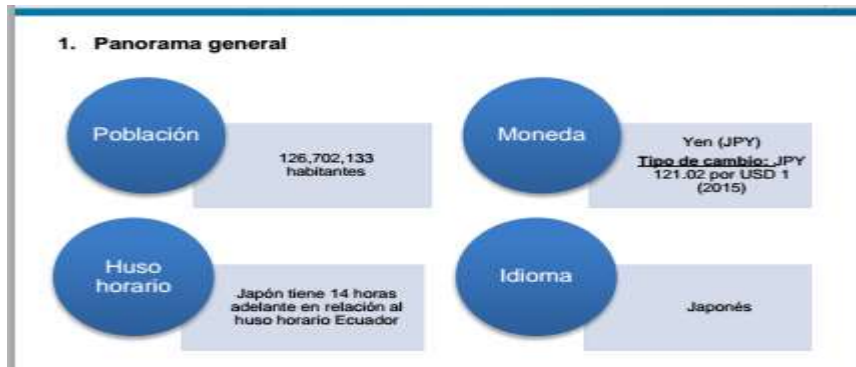 1. Panorama general
Población
126,702,133
habitantes
Moneda
Yen (JPY)
Tipo de cambio: JPY
121.02 por USD 1
(2015)
Huso
horario
Japón tiene 14 horas
adelante en relación al
huso horario Ecuador
Idioma
Japonés